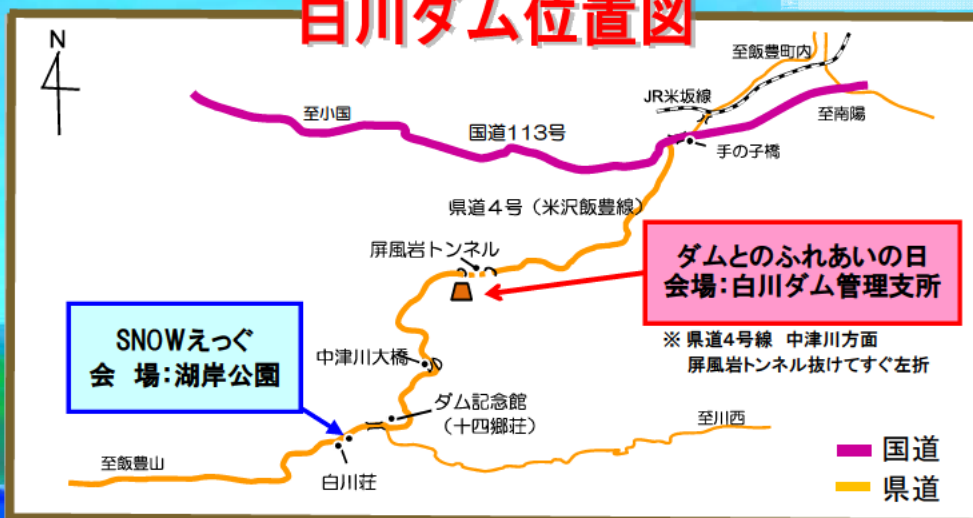 白川ダム位置図
N
至飯豊町内
JR米坂線
至小国
国道113号
至南陽
手の子橋
県道4号(米沢飯豊線)
屏風岩トンネル
ダムとのふれあいの日
会場:白川ダム管理支所
※ 県道4号線 中津川方面
屏風岩トンネル抜けてすぐ左折
SNOWえっぐ
会 場:湖岸公園
中津川大橋
ダム記念館
(十四郷荘)
至川西
至飯豊山
白川荘
国道
県道